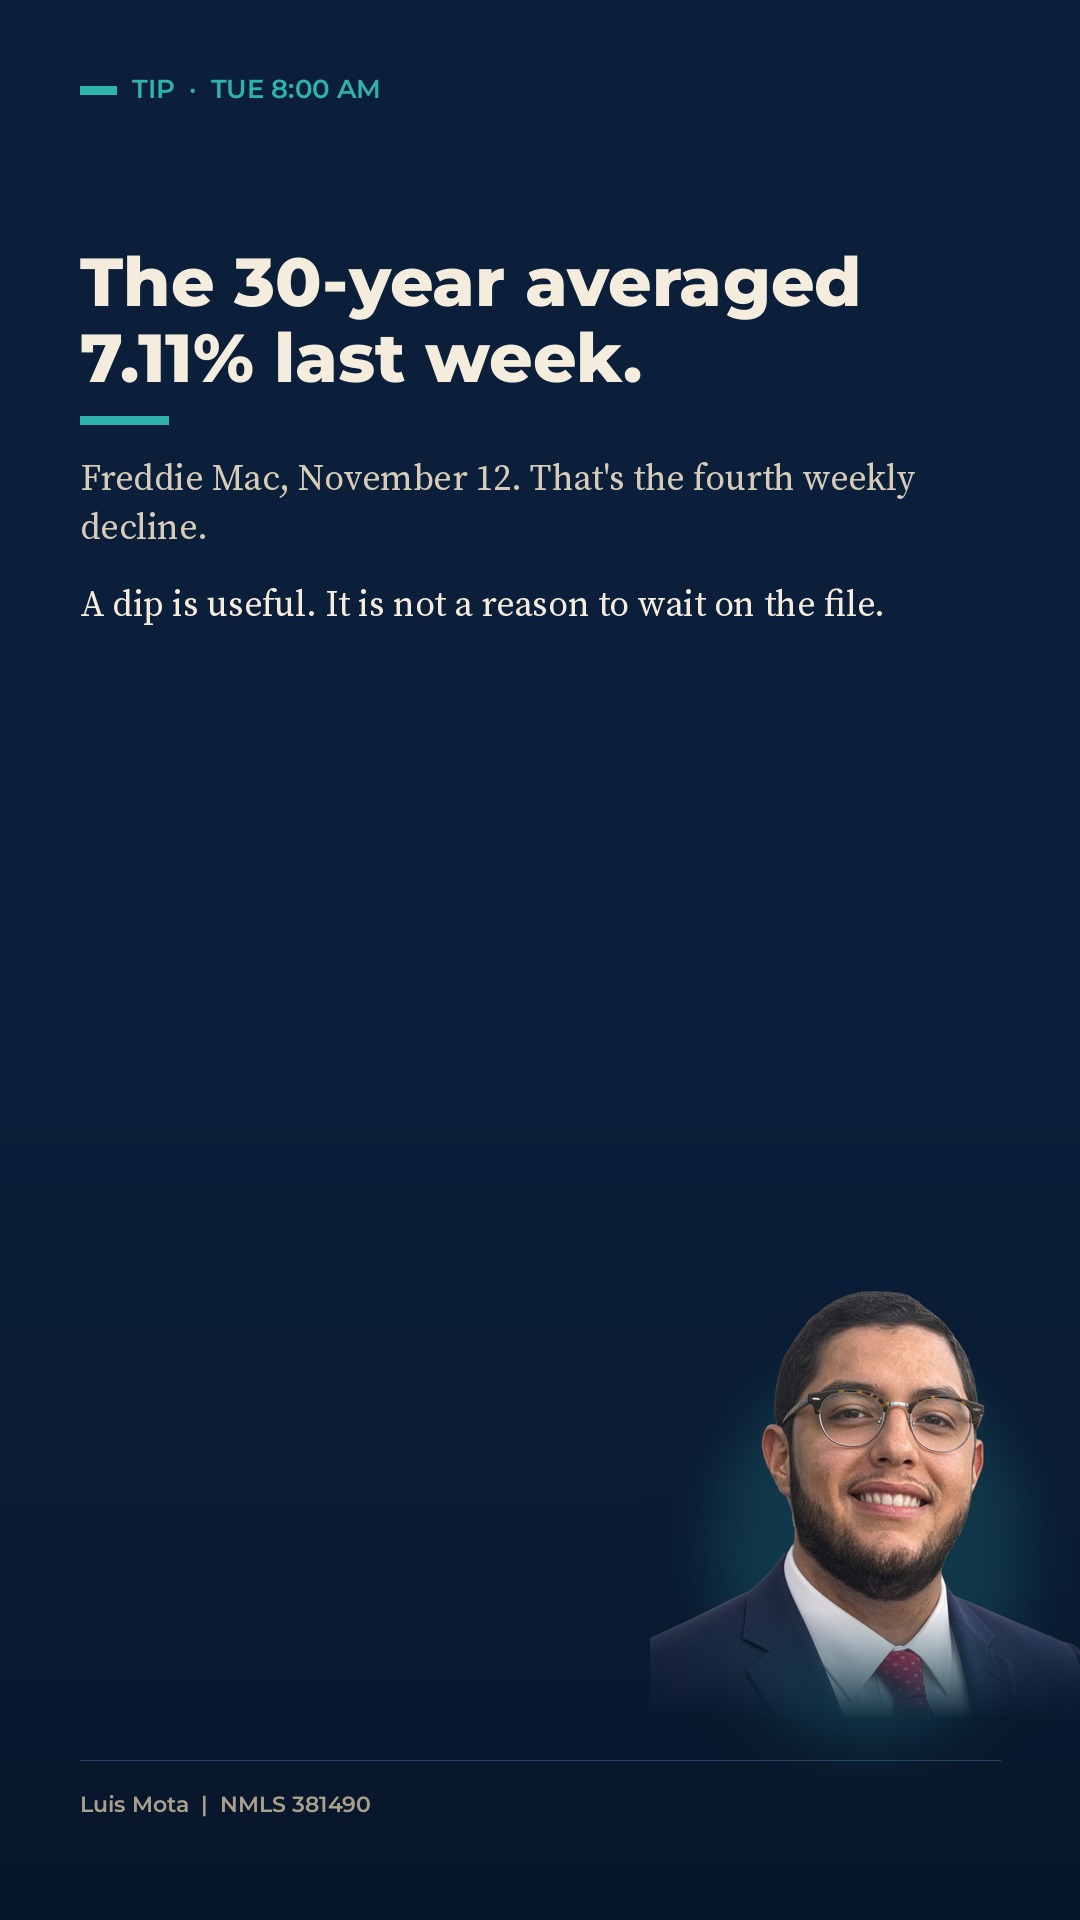 TIP · TUE 8:00 AM
The 30-year averaged
7.11% last week.
Freddie Mac, November 12. That's the fourth weekly
decline.
A dip is useful. It is not a reason to wait on the file.
Luis Mota | NMLS 381490